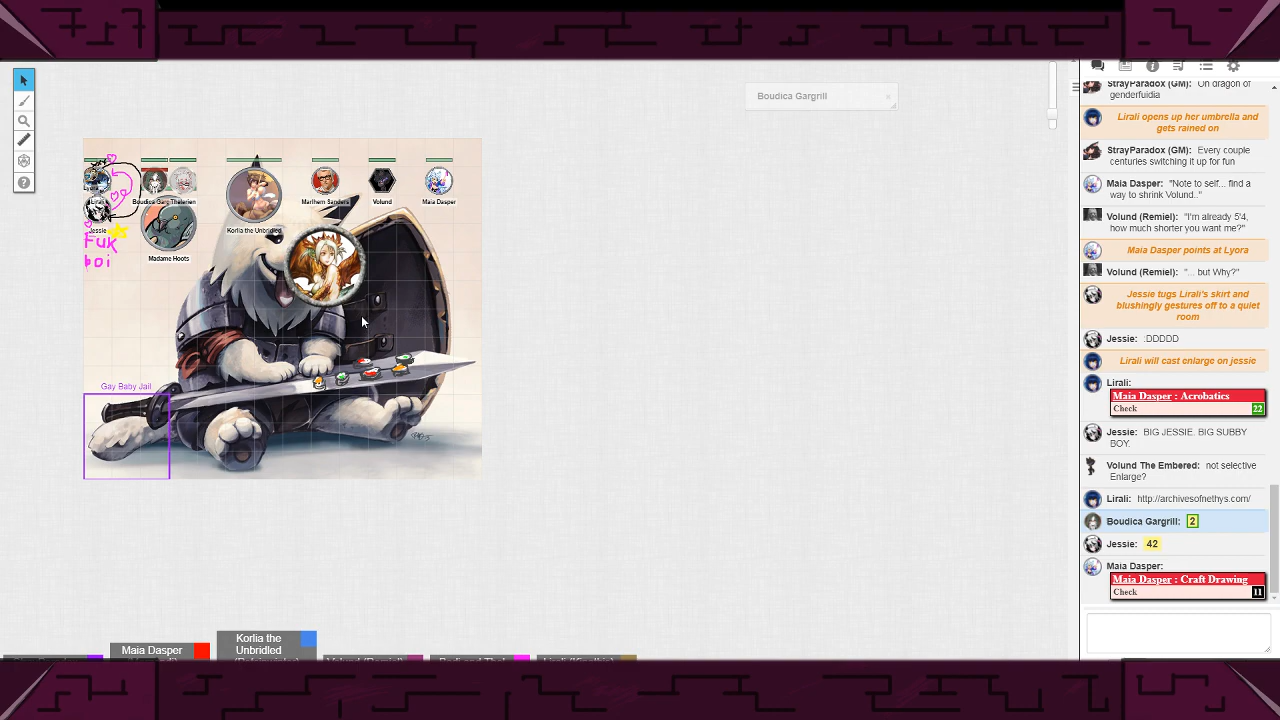 Boudica Gargrill
Lirali
Boudica Garg
Thelerien
Korlia the Unbridled
Marlhem Sanders
Volund
Maia Dasper
Jessie
Madame Hoots
Fuk
boi
Gay Baby Jail
Maia Dasper
Korlia the
Unbridled
StrayParadox (GM): Oh dragon of
genderfuidia
Lirali opens up her umbrella and
gets rained on
StrayParadox (GM): Every couple
centuries switching it up for fun
Maia Dasper: "Note to self... find a
way to shrink Volund.."
Volund (Remiel): "I'm already 5'4,
how much shorter you want me?"
Maia Dasper points at Lyora
Volund (Remiel): "... but Why?"
Jessie tugs Lirali's skirt and
blushingly gestures off to a quiet
room
Jessie: :DDDDD
Lirali will cast enlarge on jessie
Lirali:
Maia Dasper : Acrobatics
Check 22
Jessie: BIG JESSIE. BIG SUBBY
BOY.
Volund The Embered: not selective
Enlarge?
Lirali: http://archivesofnethys.com/
Boudica Gargrill: 2
Jessie: 42
Maia Dasper:
Maia Dasper : Craft Drawing
Check 11